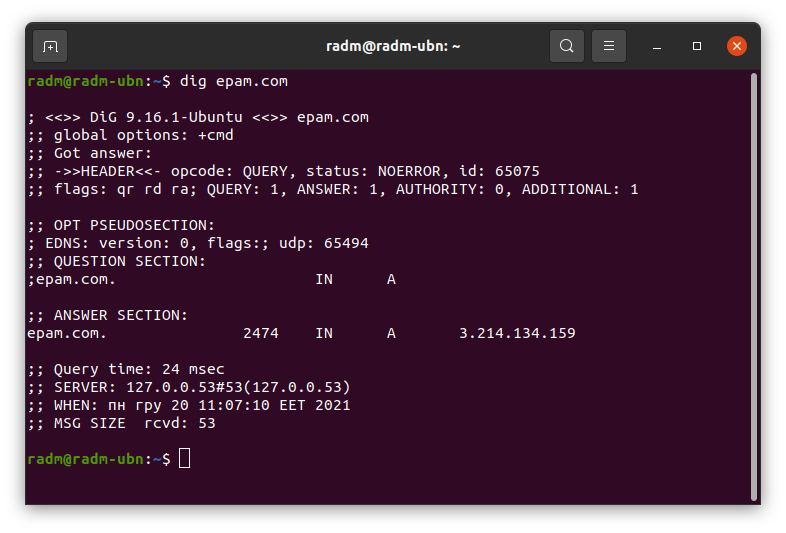 radm@radm-ubn: ~
radm@radm-ubn:~$ dig epam.com
; <<>> DiG 9.16.1-Ubuntu <<>> epam.com
;; global options: +cmd
;; Got answer:
;; ->>HEADER<<- opcode: QUERY, status: NOERROR, id: 65075
;; flags: qr rd ra; QUERY: 1, ANSWER: 1, AUTHORITY: 0, ADDITIONAL: 1
;; OPT PSEUDOSECTION:
; EDNS: version: 0, flags:; udp: 65494
;; QUESTION SECTION:
;epam.com. IN A
;; ANSWER SECTION:
epam.com. 2474 IN A 3.214.134.159
;; Query time: 24 msec
;; SERVER: 127.0.0.53#53(127.0.0.53)
;; WHEN: пн гру 20 11:07:10 EET 2021
;; MSG SIZE rcvd: 53
radm@radm-ubn:~$